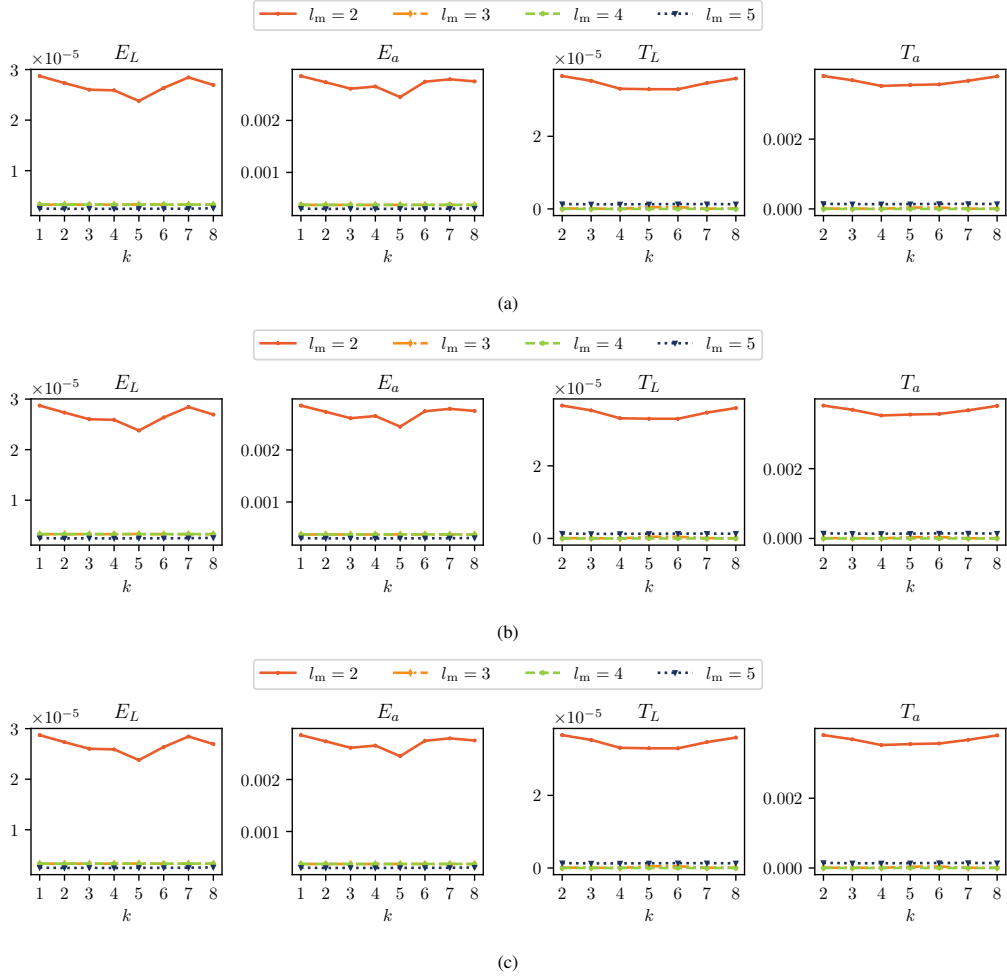 l_m = 2 l_m = 3 l_m = 4 l_m = 5
×10⁻⁵ E_L E_a ×10⁻⁵ T_L T_a
3
2
1
0.002
0.001
2
0
0.002
0.000
1 2 3 4 5 6 7 8 1 2 3 4 5 6 7 8 2 3 4 5 6 7 8 2 3 4 5 6 7 8
k k k k
(a)
l_m = 2 l_m = 3 l_m = 4 l_m = 5
×10⁻⁵ E_L E_a ×10⁻⁵ T_L T_a
3
2
1
0.002
0.001
2
0
0.002
0.000
1 2 3 4 5 6 7 8 1 2 3 4 5 6 7 8 2 3 4 5 6 7 8 2 3 4 5 6 7 8
k k k k
(b)
l_m = 2 l_m = 3 l_m = 4 l_m = 5
×10⁻⁵ E_L E_a ×10⁻⁵ T_L T_a
3
2
1
0.002
0.001
2
0
0.002
0.000
1 2 3 4 5 6 7 8 1 2 3 4 5 6 7 8 2 3 4 5 6 7 8 2 3 4 5 6 7 8
k k k k
(c)